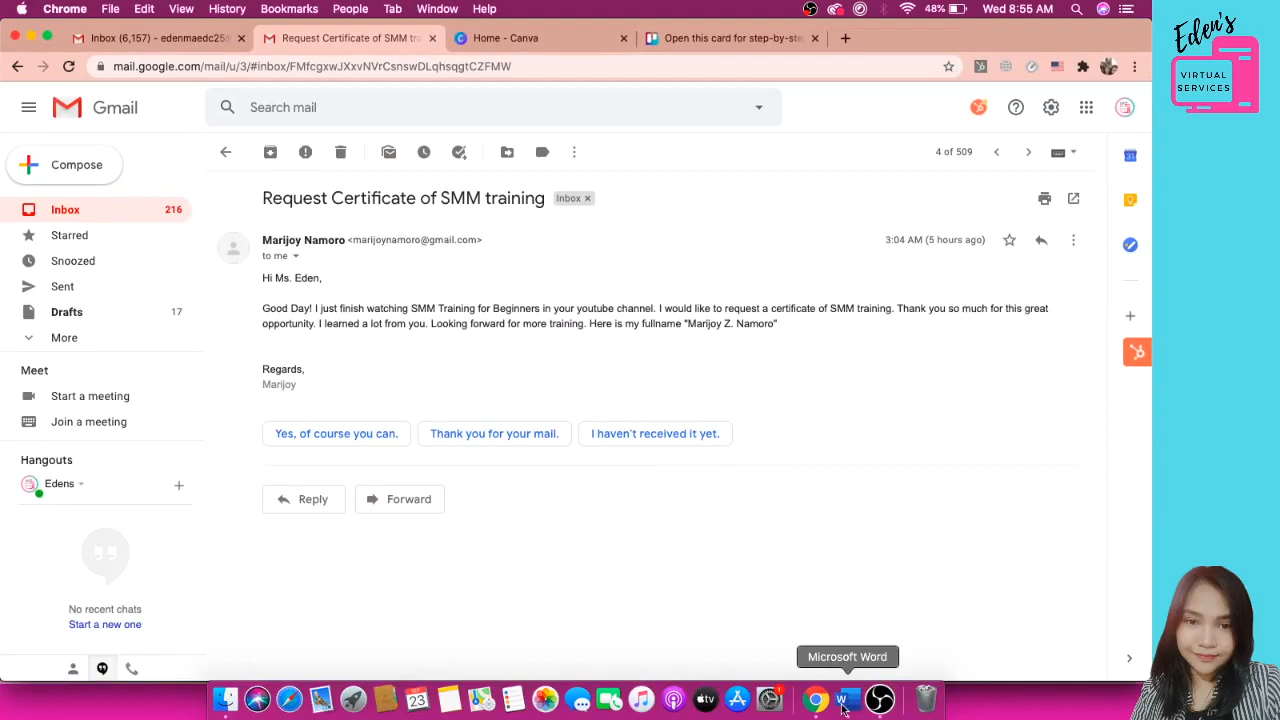 Chrome File Edit View History Bookmarks People Tab Window Help 48% Wed 8:55 AM
Inbox (6,157) - edenmaedc25@ Request Certificate of SMM tra Home - Canva Open this card for step-by-ste
mail.google.com/mail/u/3/#inbox/FMfcgxwJXxvNVrCsnswDLqhsqgtCZFMW
Eden's
VIRTUAL
SERVICES
Gmail
Search mail
Compose
4 of 509
Inbox 216
Starred
Snoozed
Sent
Drafts 17
More
Meet
Start a meeting
Join a meeting
Hangouts
Edens
No recent chats
Start a new one
Request Certificate of SMM training Inbox x
Marijoy Namoro <marijoynamoro@gmail.com> 3:04 AM (5 hours ago)
to me
Hi Ms. Eden,
Good Day! I just finish watching SMM Training for Beginners in your youtube channel. I would like to request a certificate of SMM training. Thank you so much for this great
opportunity. I learned a lot from you. Looking forward for more training. Here is my fullname "Marijoy Z. Namoro"
Regards,
Marijoy
Yes, of course you can. Thank you for your mail. I haven't received it yet.
Reply Forward
Microsoft Word